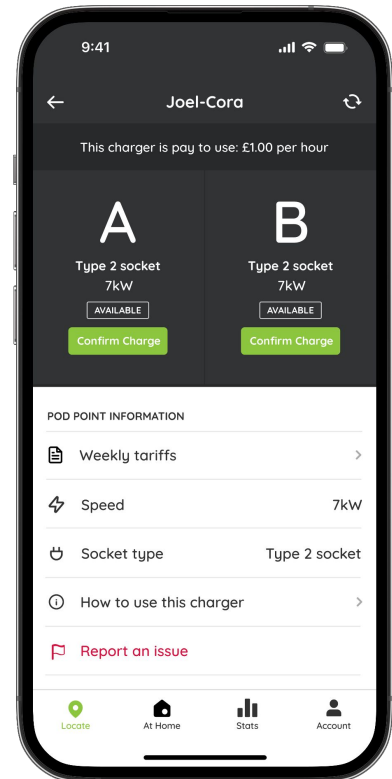 9:41
Joel-Cora
This charger is pay to use: £1.00 per hour
A
B
Type 2 socket
Type 2 socket
7kW
7kW
AVAILABLE
AVAILABLE
Confirm Charge
Confirm Charge
POD POINT INFORMATION
Weekly tariffs
Speed 7kW
Socket type Type 2 socket
How to use this charger
Report an issue
Locate At Home Stats Account